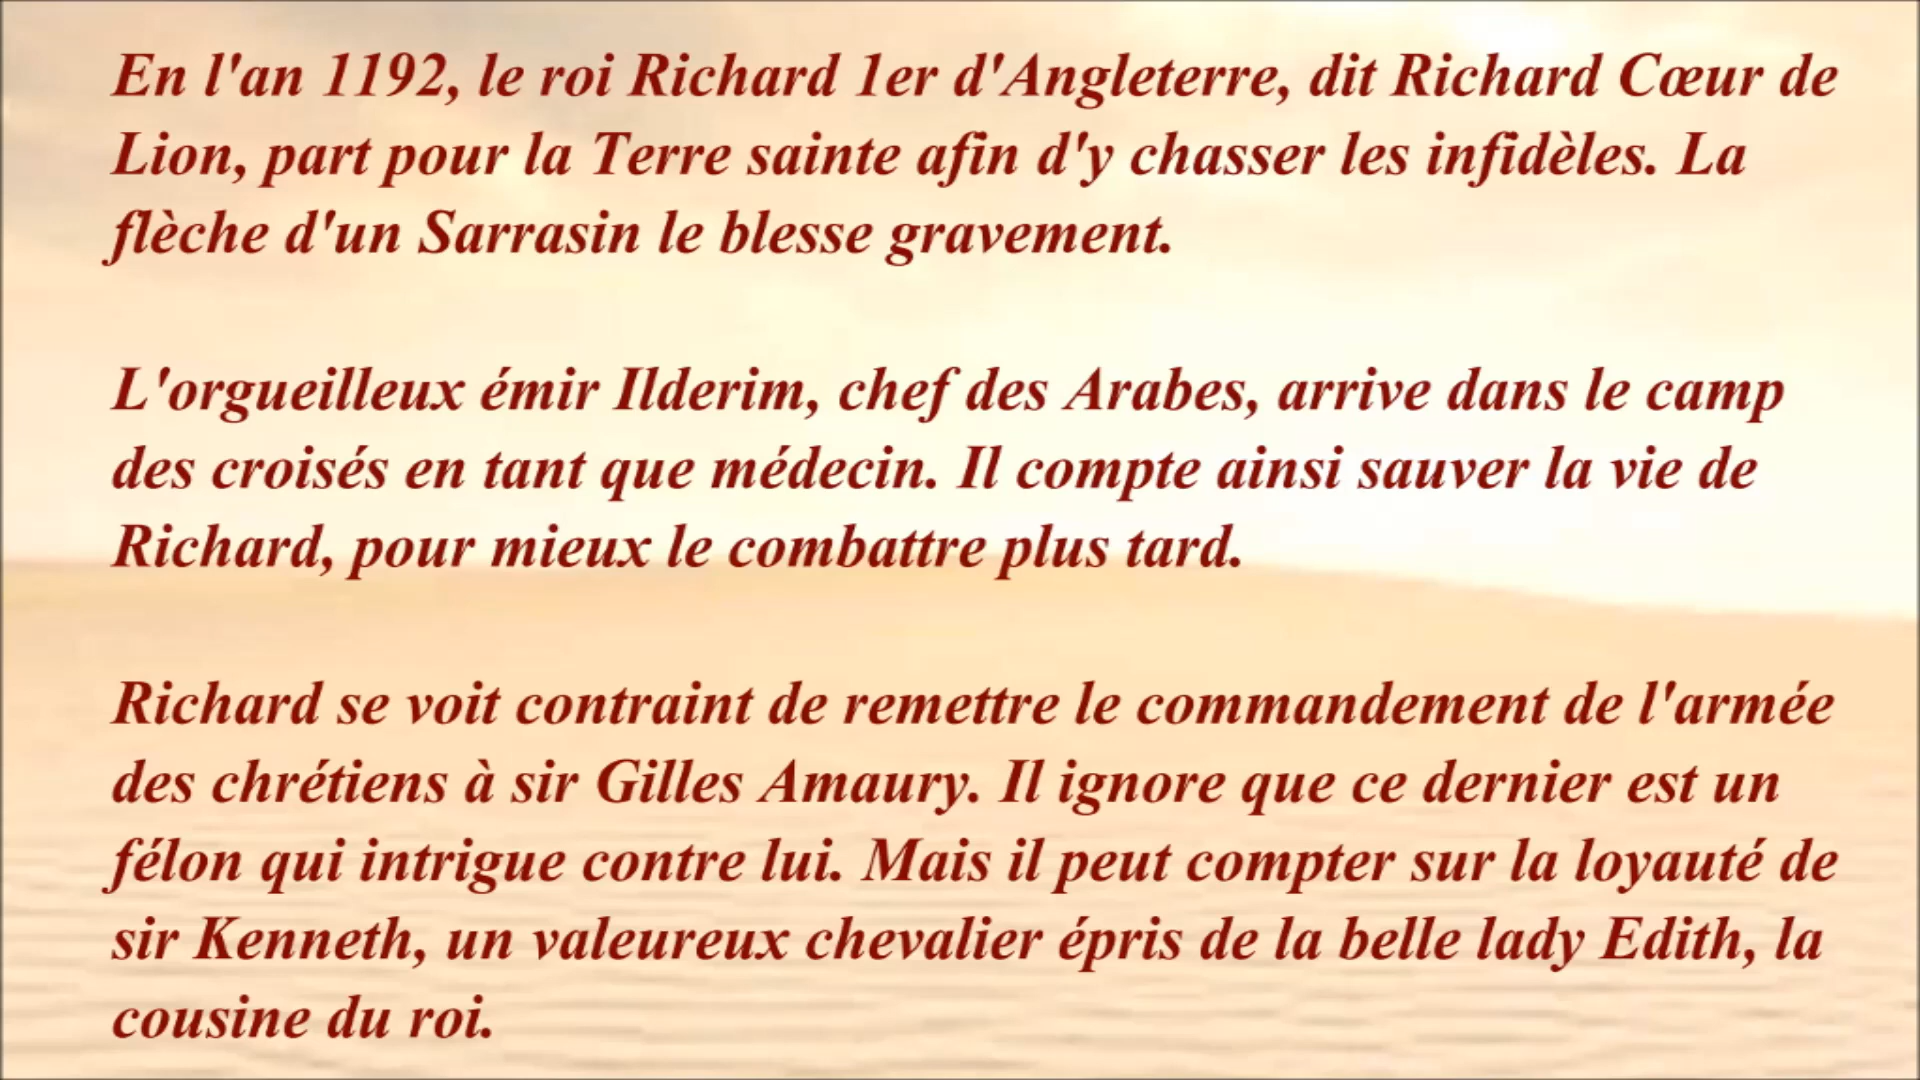 En l'an 1192, le roi Richard 1er d'Angleterre, dit Richard Cœur de
Lion, part pour la Terre sainte afin d'y chasser les infidèles. La
flèche d'un Sarrasin le blesse gravement.
L'orgueilleux émir Ilderim, chef des Arabes, arrive dans le camp
des croisés en tant que médecin. Il compte ainsi sauver la vie de
Richard, pour mieux le combattre plus tard.
Richard se voit contraint de remettre le commandement de l'armée
des chrétiens à sir Gilles Amaury. Il ignore que ce dernier est un
félon qui intrigue contre lui. Mais il peut compter sur la loyauté de
sir Kenneth, un valeureux chevalier épris de la belle lady Edith, la
cousine du roi.